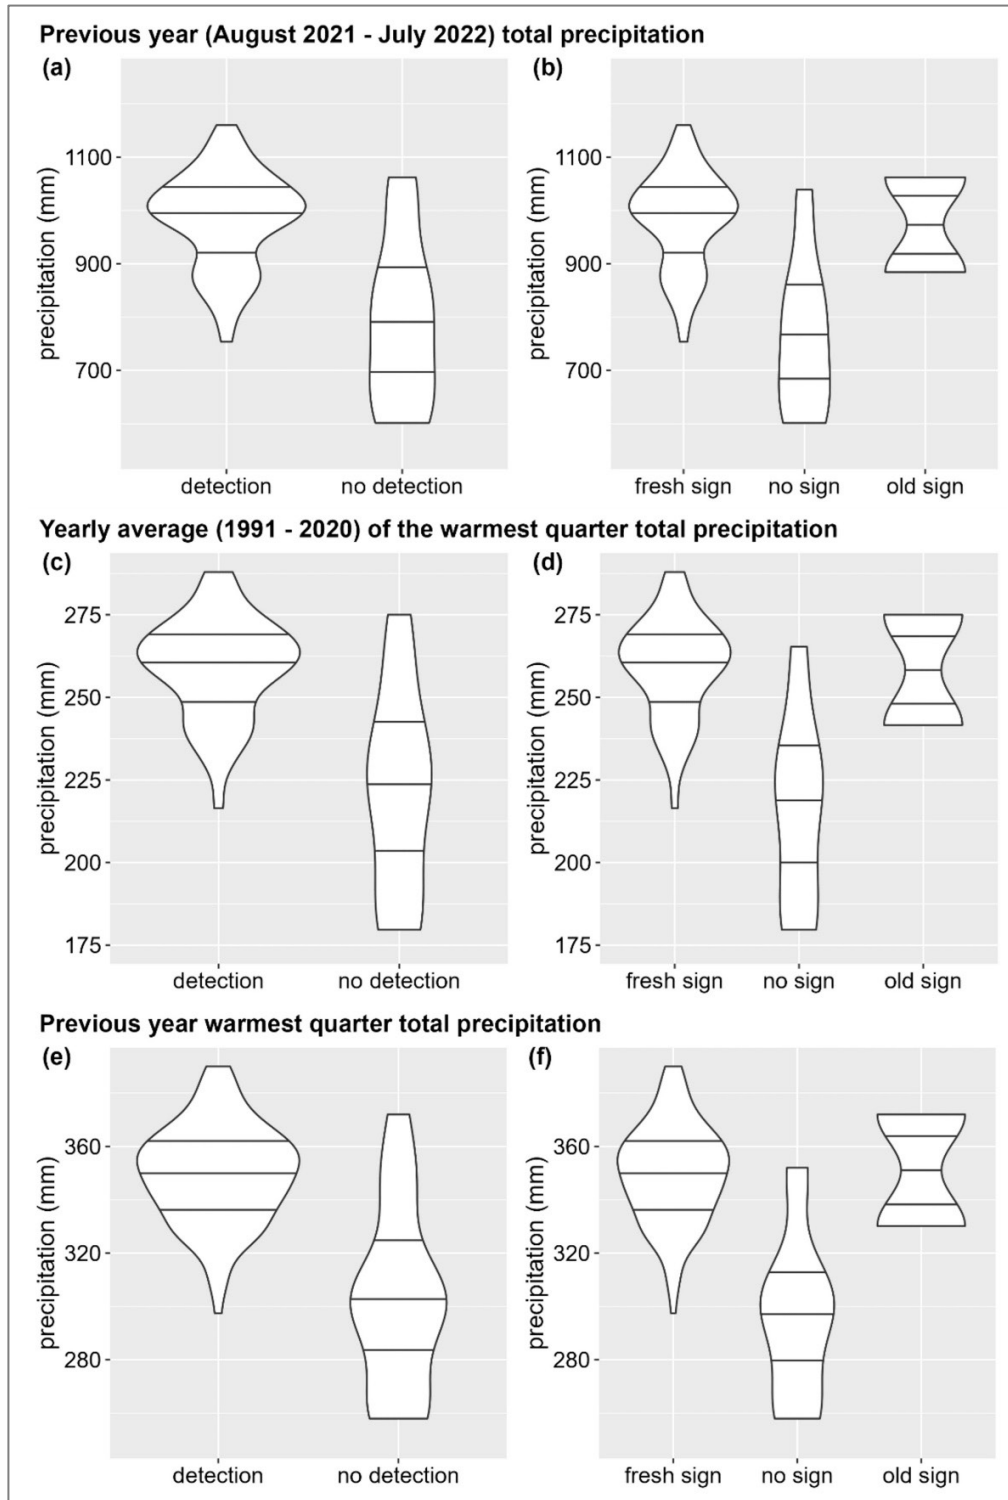 Previous year (August 2021 - July 2022) total precipitation
(a)
(b)
precipitation (mm)
1100
900
700
detection
no detection
precipitation (mm)
1100
900
700
fresh sign
no sign
old sign
Yearly average (1991 - 2020) of the warmest quarter total precipitation
(c)
(d)
precipitation (mm)
275
250
225
200
175
detection
no detection
precipitation (mm)
275
250
225
200
175
fresh sign
no sign
old sign
Previous year warmest quarter total precipitation
(e)
(f)
precipitation (mm)
360
320
280
detection
no detection
precipitation (mm)
360
320
280
fresh sign
no sign
old sign